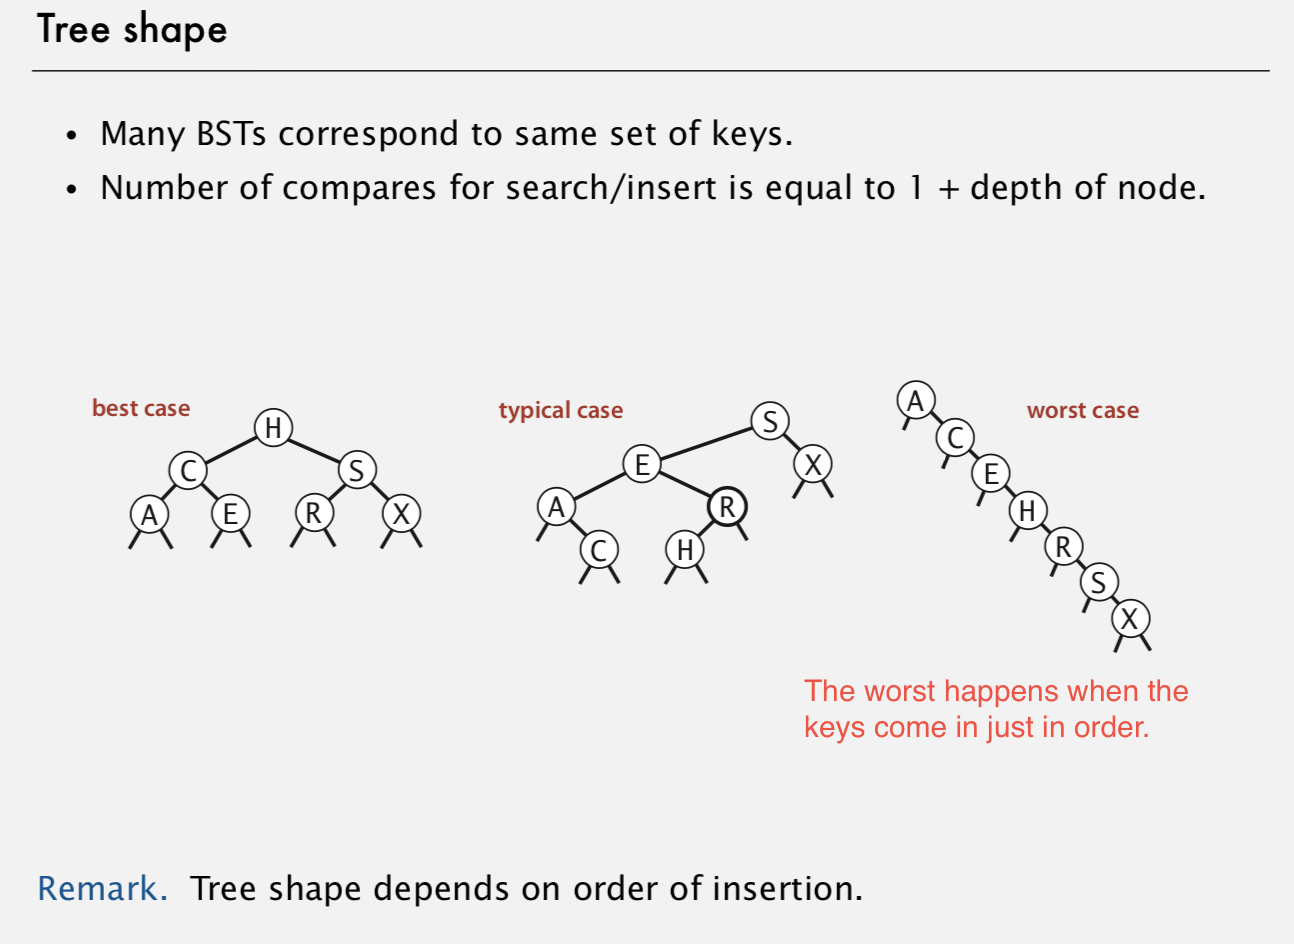 Tree shape
• Many BSTs correspond to same set of keys.
• Number of compares for search/insert is equal to 1 + depth of node.
best case
H
C S
A E R X
typical case
S
E X
A R
C H
worst case
A
C
E
H
R
S
X
The worst happens when the
keys come in just in order.
Remark. Tree shape depends on order of insertion.